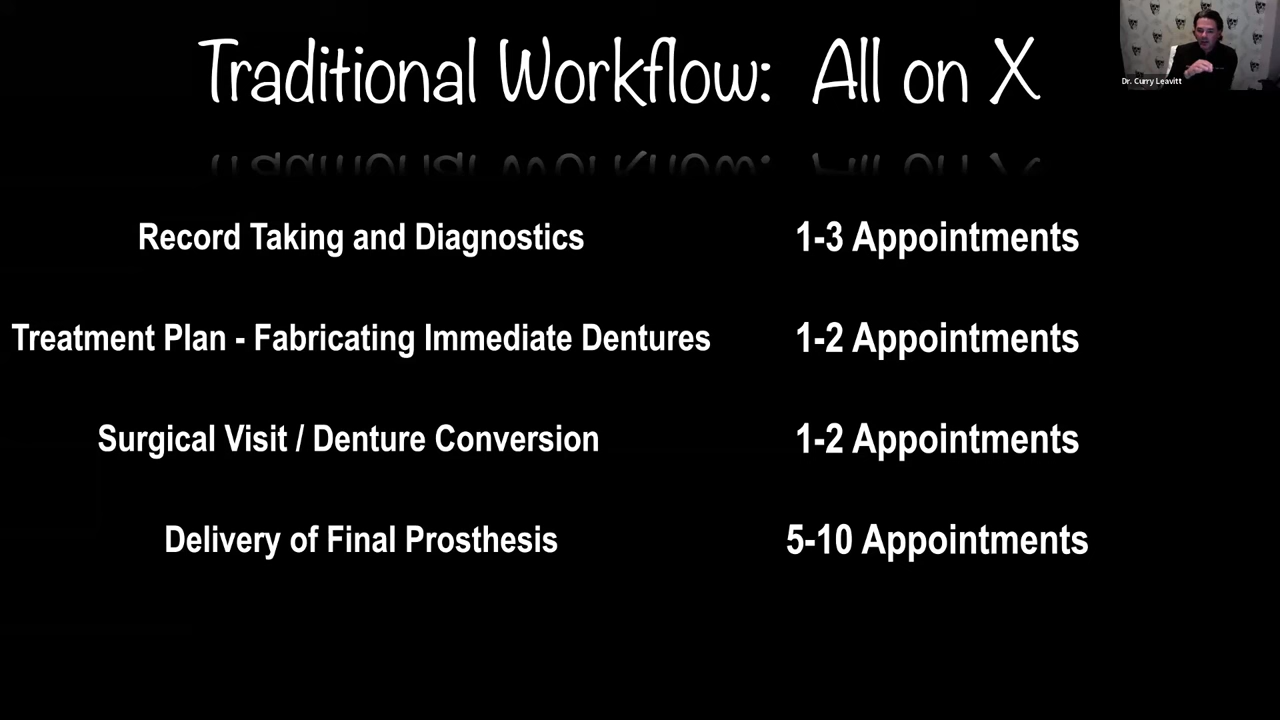 Traditional Workflow: All on X
Dr. Curry Leavitt
Record Taking and Diagnostics 1-3 Appointments
Treatment Plan - Fabricating Immediate Dentures 1-2 Appointments
Surgical Visit / Denture Conversion 1-2 Appointments
Delivery of Final Prosthesis 5-10 Appointments